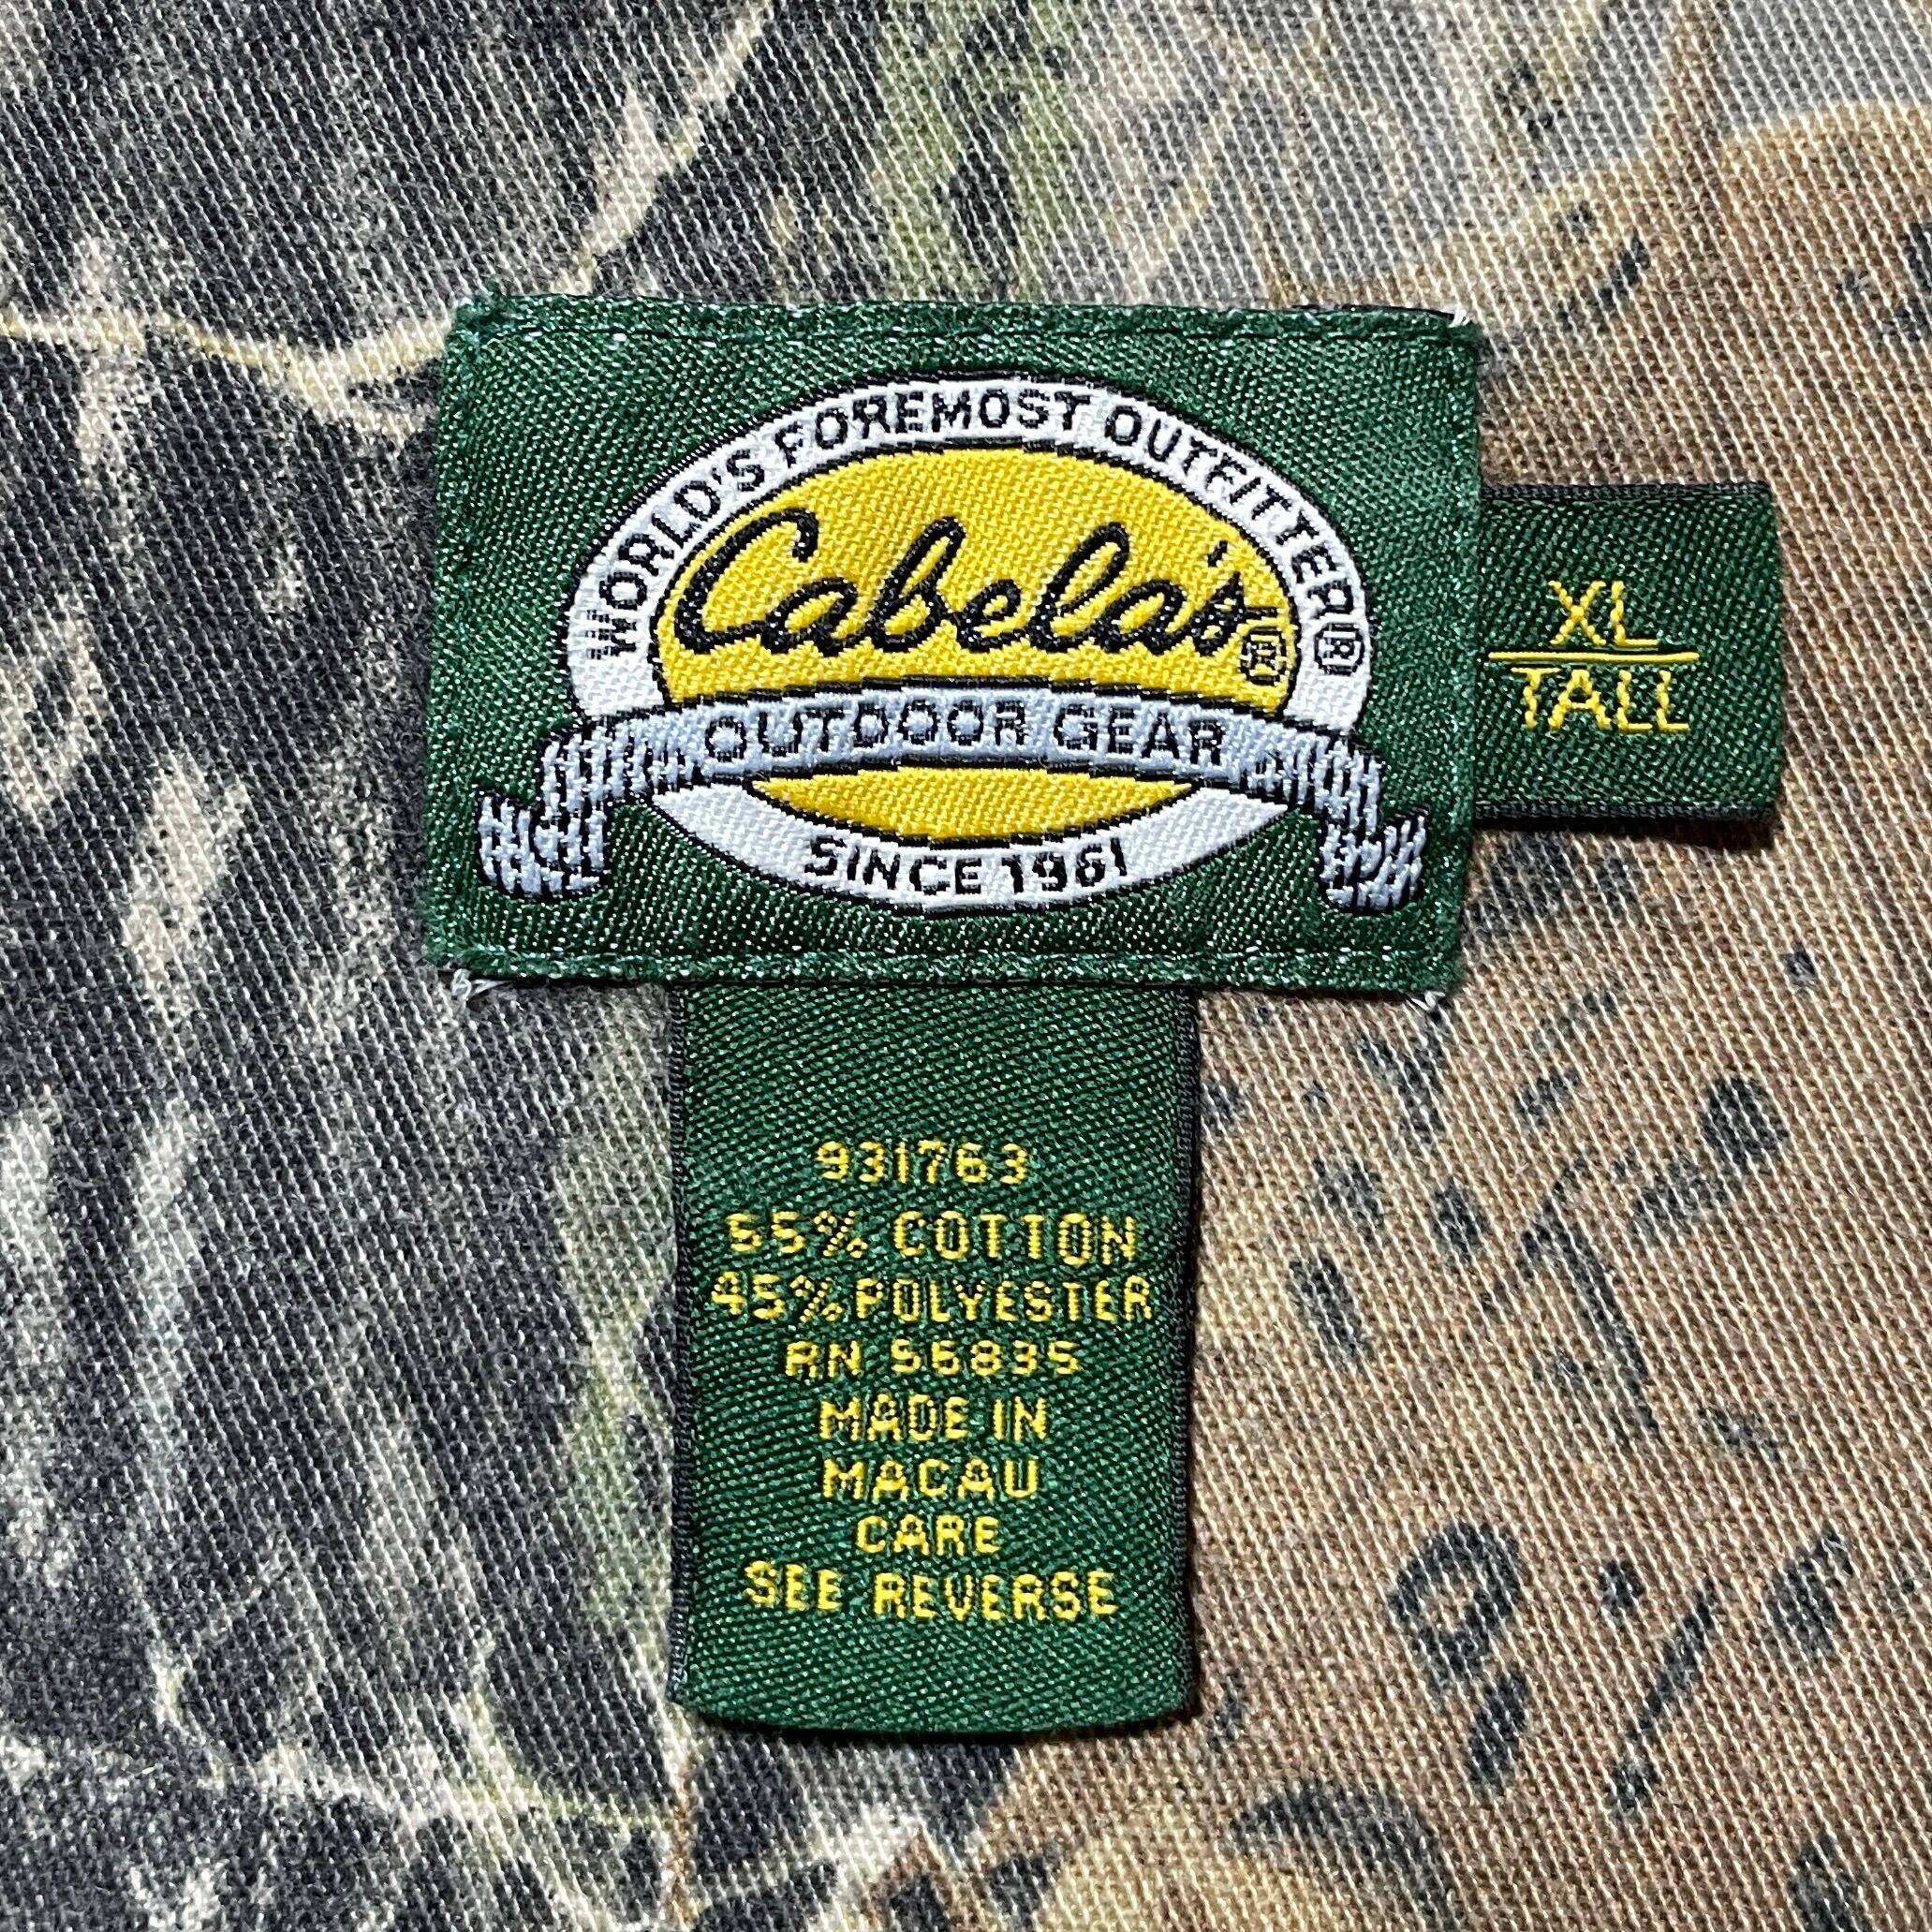 WORLD'S FOREMOST OUTFITTER®
Cabela's®
OUTDOOR GEAR
SINCE 1961
XL
TALL
931763
55% COTTON
45% POLYESTER
RN 56835
MADE IN
MACAU
CARE
SEE REVERSE